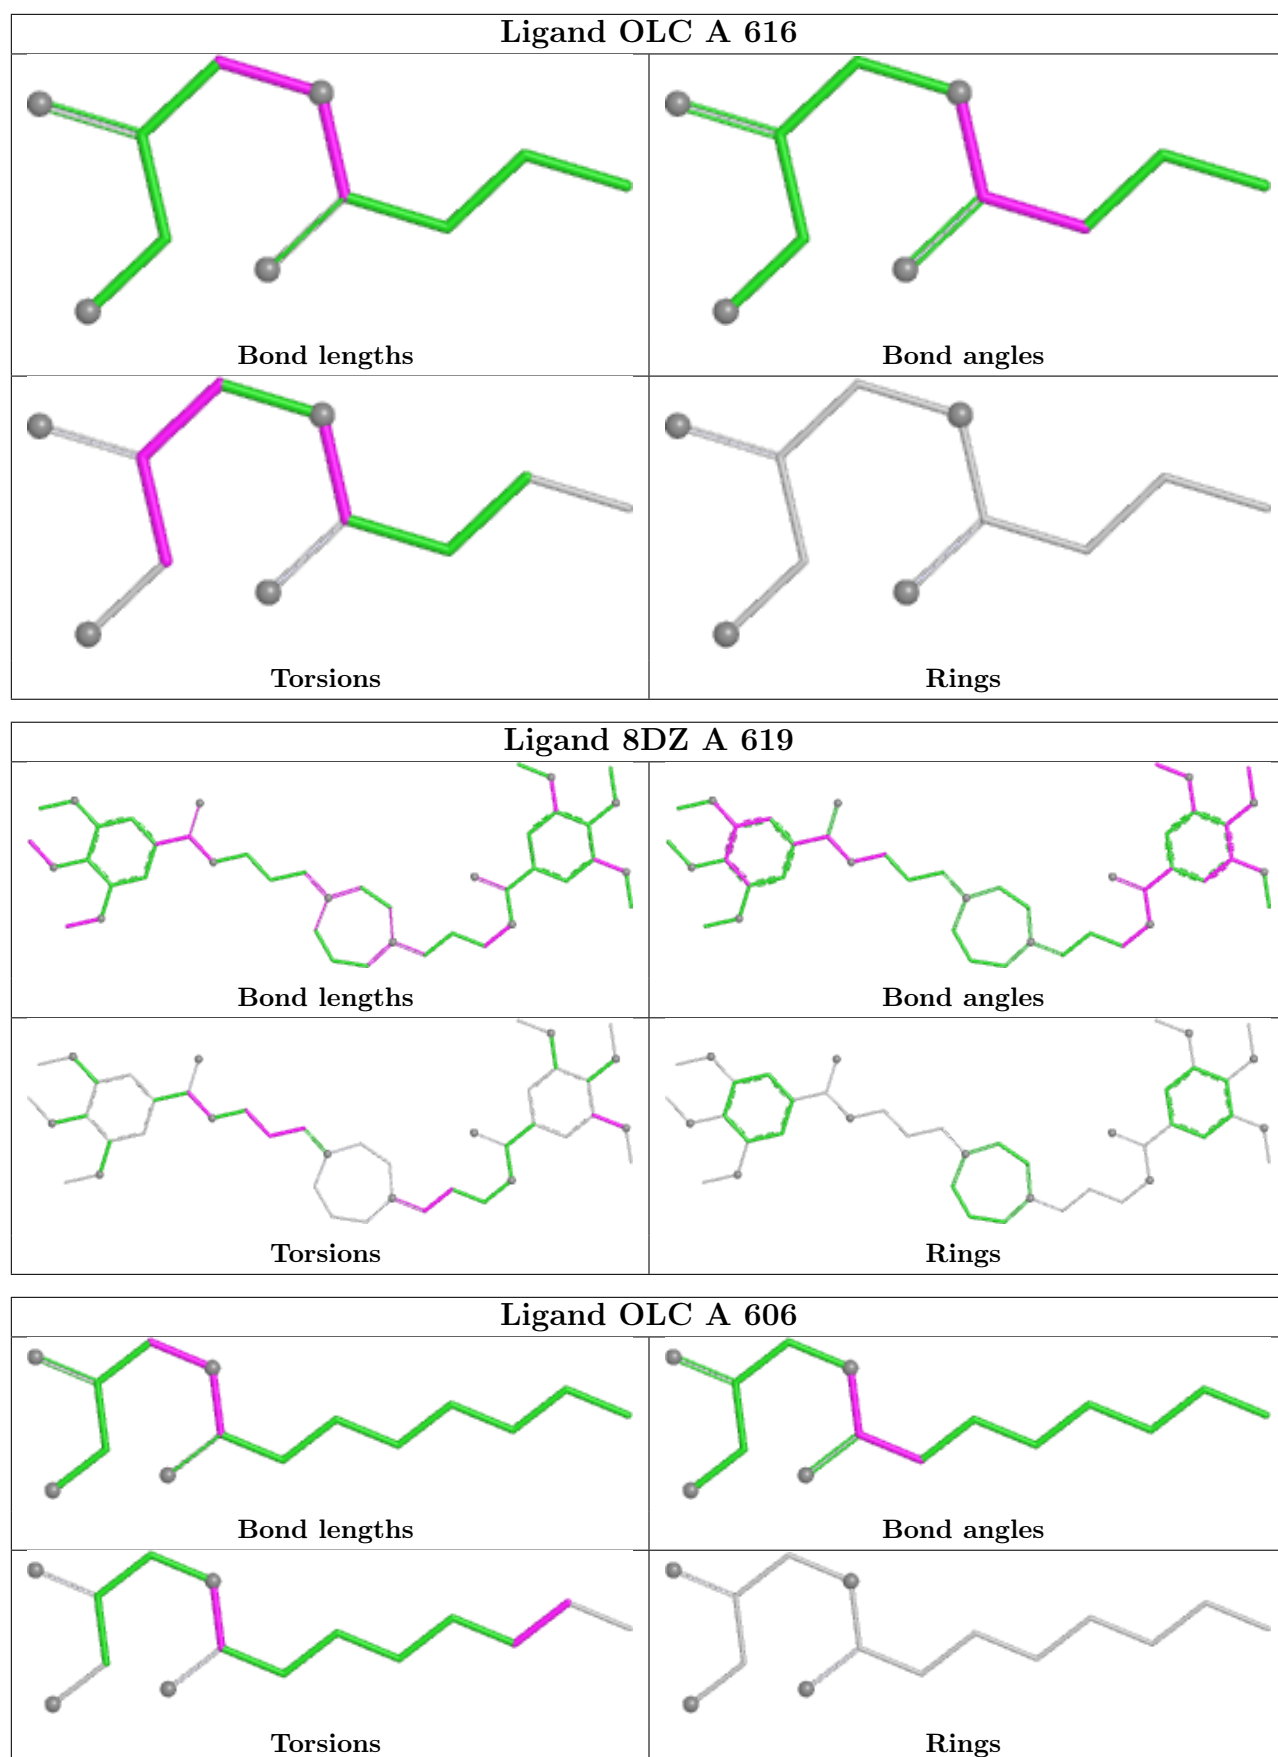 Ligand OLC A 616
Bond lengths
Bond angles
Torsions
Rings
Ligand 8DZ A 619
Bond lengths
Bond angles
Torsions
Rings
Ligand OLC A 606
Bond lengths
Bond angles
Torsions
Rings